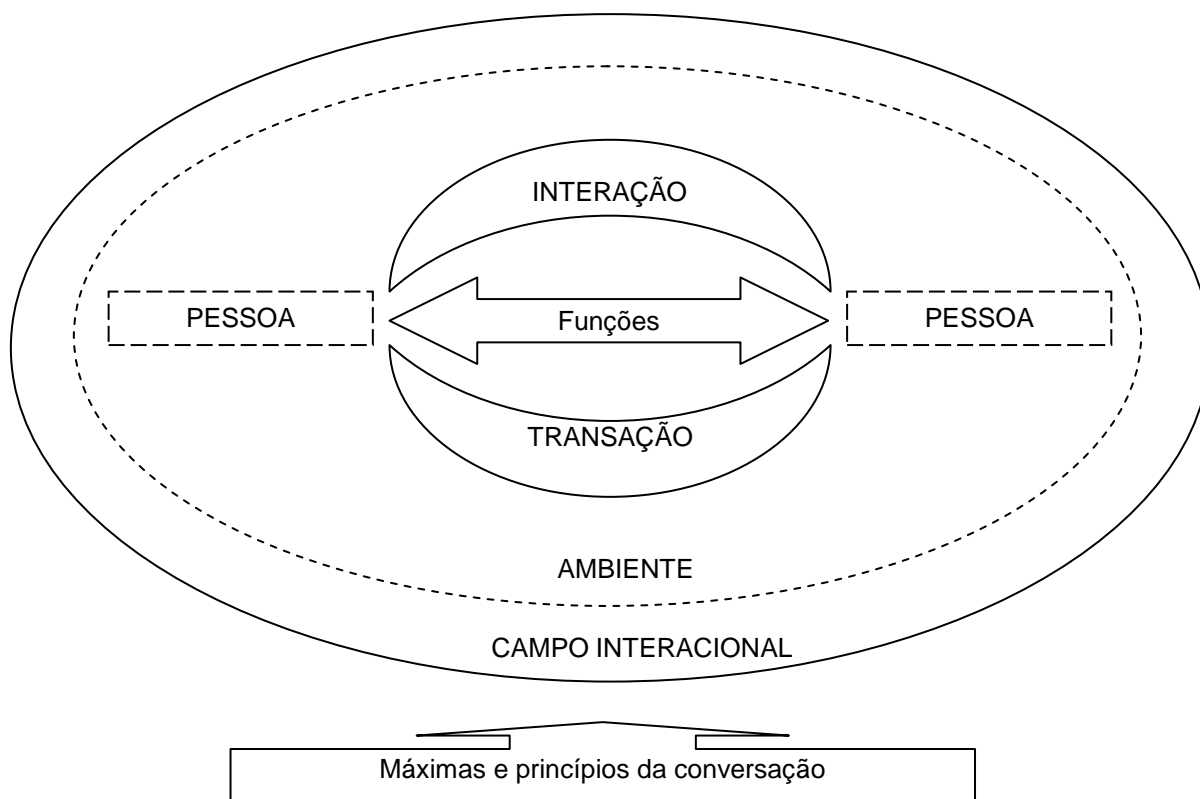 INTERAÇÃO
PESSOA
Funções
PESSOA
TRANSAÇÃO
AMBIENTE
CAMPO INTERACIONAL
Máximas e princípios da conversação